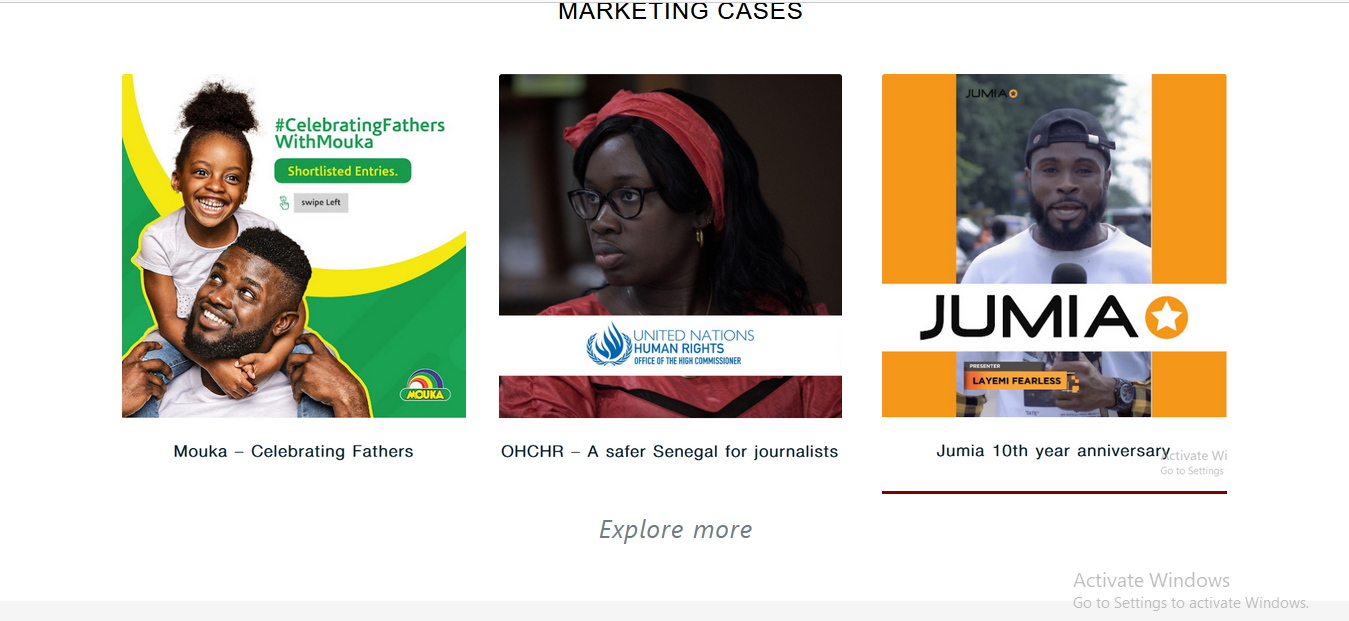 MARKETING CASES
#CelebratingFathers
WithMouka
Shortlisted Entries.
swipe Left
MOUKA
UNITED NATIONS
HUMAN RIGHTS
OFFICE OF THE HIGH COMMISSIONER
JUMIA
JUMIA
PRESENTER
LAYEMI FEARLESS
Mouka – Celebrating Fathers
OHCHR – A safer Senegal for journalists
Jumia 10th year anniversary
Activate Wi
Go to Settings
Explore more
Activate Windows
Go to Settings to activate Windows.